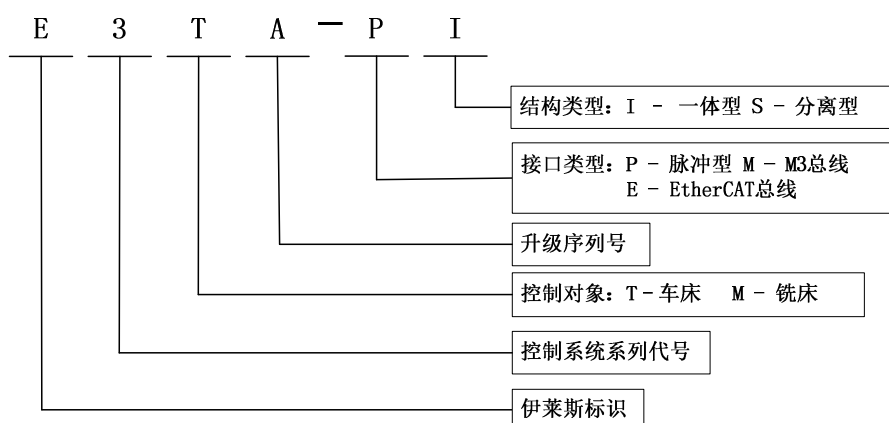 E 3 T A － P I
结构类型：I － 一体型 S－分离型
接口类型：P－脉冲型 M－M3总线
E－EtherCAT总线
升级序列号
控制对象：T－车床 M－铣床
控制系统系列代号
伊莱斯标识